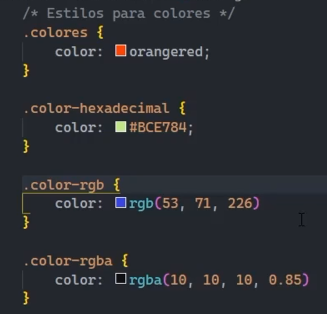 /* Estilos para colores */
.colores {
    color: orangered;
}
.color-hexadecimal {
    color: #BCE784;
}
.color-rgb {
    color: rgb(53, 71, 226)
}
.color-rgba {
    color: rgba(10, 10, 10, 0.85)
}